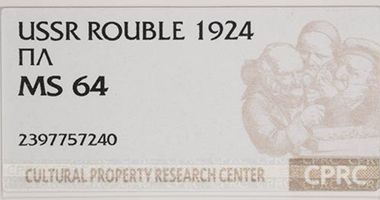 USSR ROUBLE 1924
ПЛ
MS 64
2397757240
CULTURAL PROPERTY RESEARCH CENTER CPRC